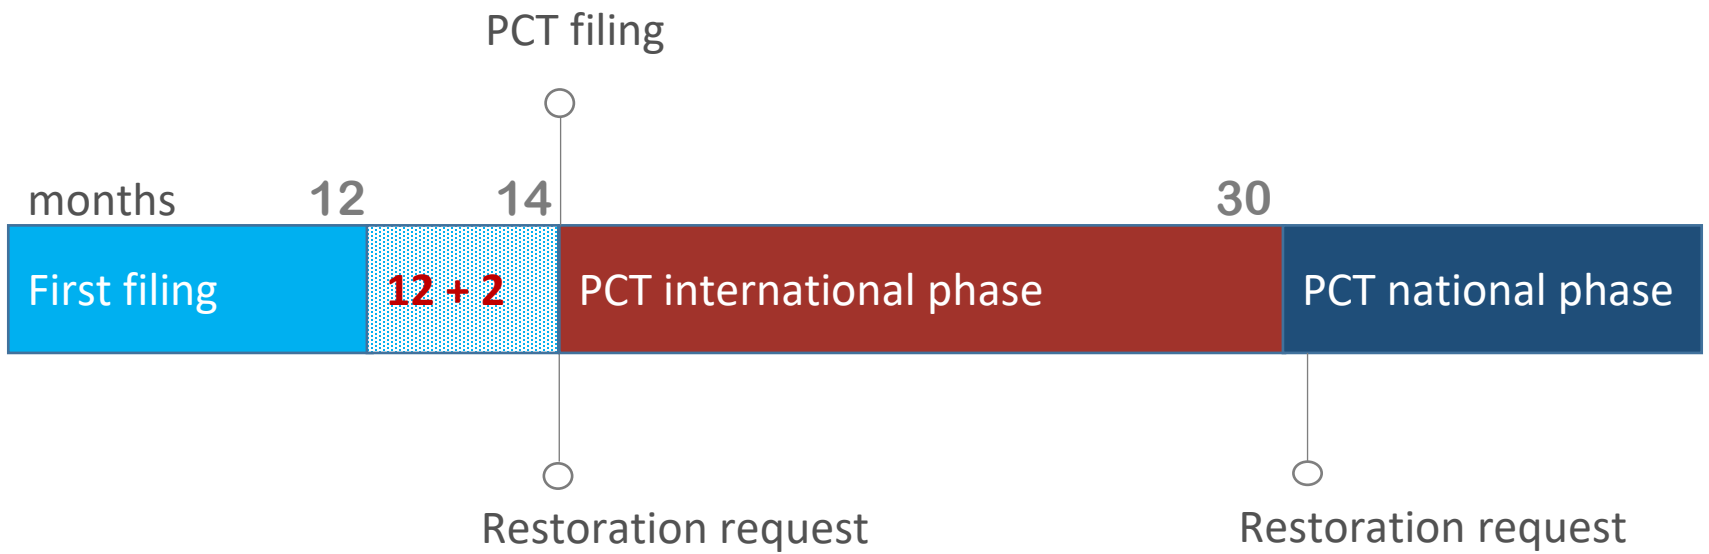 PCT filing
months 12 14 30
First filing 12 + 2 PCT international phase PCT national phase
Restoration request Restoration request